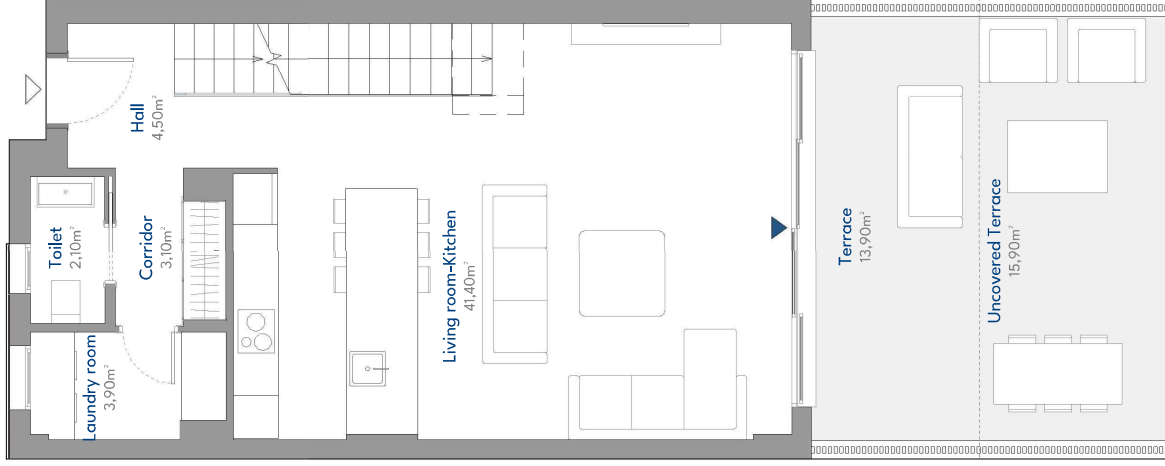 Hall
4,50m²
Toilet
2,10m²
Corridor
3,10m²
Laundry room
3,90m²
Living room-Kitchen
41,40m²
Terrace
13,90m²
Uncovered Terrace
15,90m²